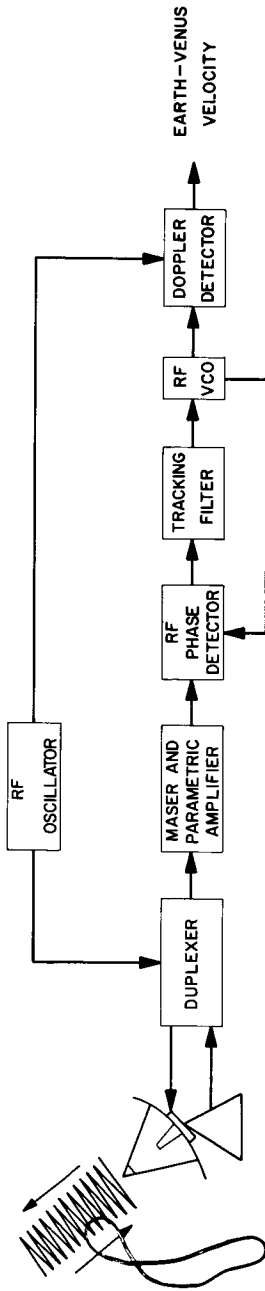 RF
OSCILLATOR
DUPLEXER
MASER AND
PARAMETRIC
AMPLIFIER
RF
PHASE
DETECTOR
TRACKING
FILTER
RF
VCO
DOPPLER
DETECTOR
EARTH-VENUS
VELOCITY